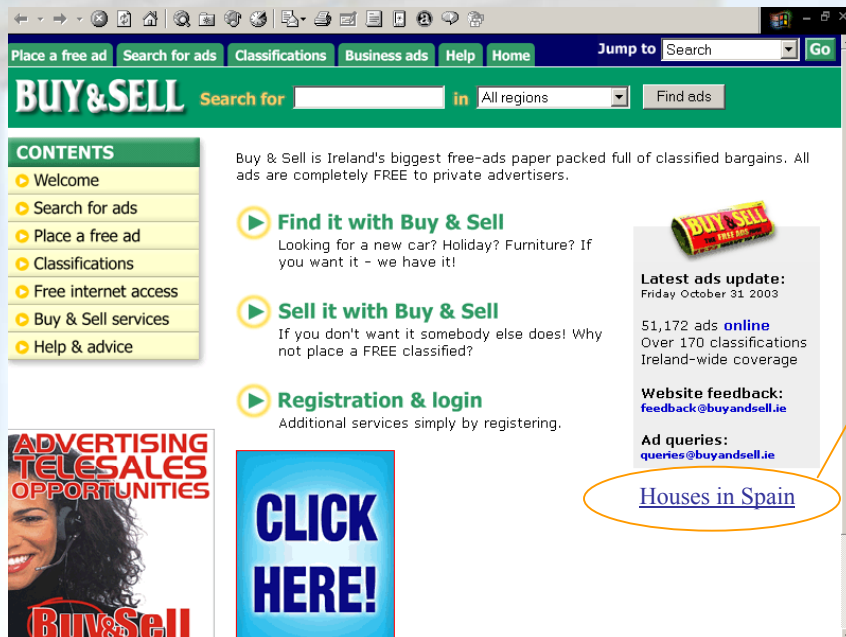 Place a free ad Search for ads Classifications Business ads Help Home Jump to Search Go
BUY&SELL Search for in All regions Find ads
CONTENTS
Welcome
Search for ads
Place a free ad
Classifications
Free internet access
Buy & Sell services
Help & advice
Buy & Sell is Ireland's biggest free-ads paper packed full of classified bargains. All
ads are completely FREE to private advertisers.
Find it with Buy & Sell
Looking for a new car? Holiday? Furniture? If
you want it - we have it!
Sell it with Buy & Sell
If you don't want it somebody else does! Why
not place a FREE classified?
Registration & login
Additional services simply by registering.
BUY&SELL
THE FREE ADS
Latest ads update:
Friday October 31 2003
51,172 ads online
Over 170 classifications
Ireland-wide coverage
Website feedback:
feedback@buyandsell.ie
Ad queries:
queries@buyandsell.ie
Houses in Spain
ADVERTISING
TELESALES
OPPORTUNITIES
Buy&Sell
CLICK
HERE!